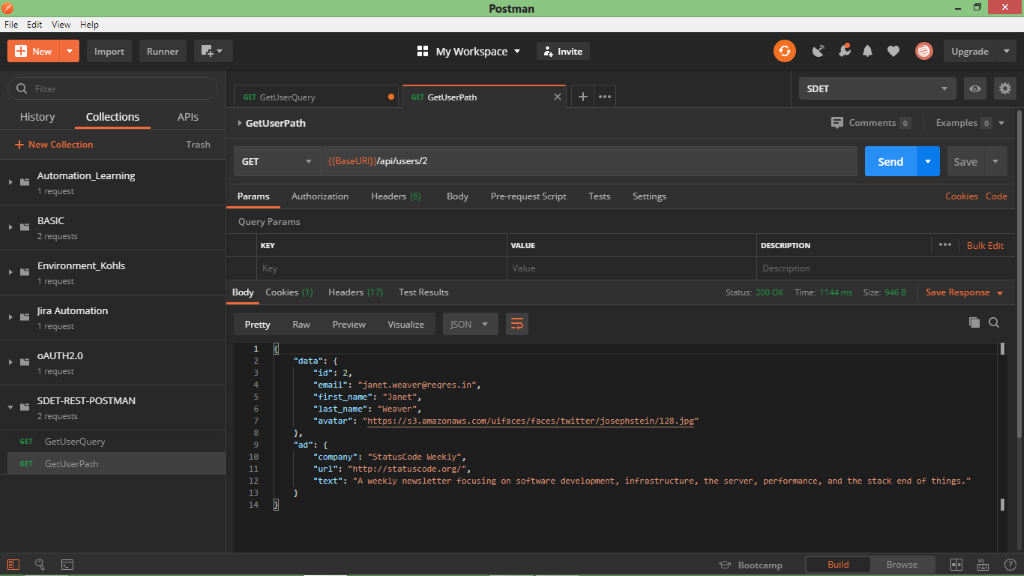 Postman
File Edit View Help
New Import Runner My Workspace Invite Upgrade
Filter
History Collections APIs
+ New Collection Trash
Automation_Learning
1 request
BASIC
2 requests
Environment_Kohls
1 request
Jira Automation
1 request
oAUTH2.0
1 request
SDET-REST-POSTMAN
2 requests
GET GetUserQuery
GET GetUserPath
GET GetUserQuery GET GetUserPath SDET
GetUserPath Comments 0 Examples 0
GET {{BaseURI}}/api/users/2 Send Save
Params Authorization Headers (6) Body Pre-request Script Tests Settings Cookies Code
Query Params
KEY VALUE DESCRIPTION Bulk Edit
Key Value Description
Body Cookies (1) Headers (17) Test Results Status: 200 OK Time: 1144 ms Size: 946 B Save Response
Pretty Raw Preview Visualize JSON
1 {
2 "data": {
3 "id": 2,
4 "email": "janet.weaver@reqres.in",
5 "first_name": "Janet",
6 "last_name": "Weaver",
7 "avatar": "https://s3.amazonaws.com/uifaces/faces/twitter/josephstein/128.jpg"
8 },
9 "ad": {
10 "company": "StatusCode Weekly",
11 "url": "http://statuscode.org/",
12 "text": "A weekly newsletter focusing on software development, infrastructure, the server, performance, and the stack end of things."
13 }
14 }
Bootcamp Build Browse